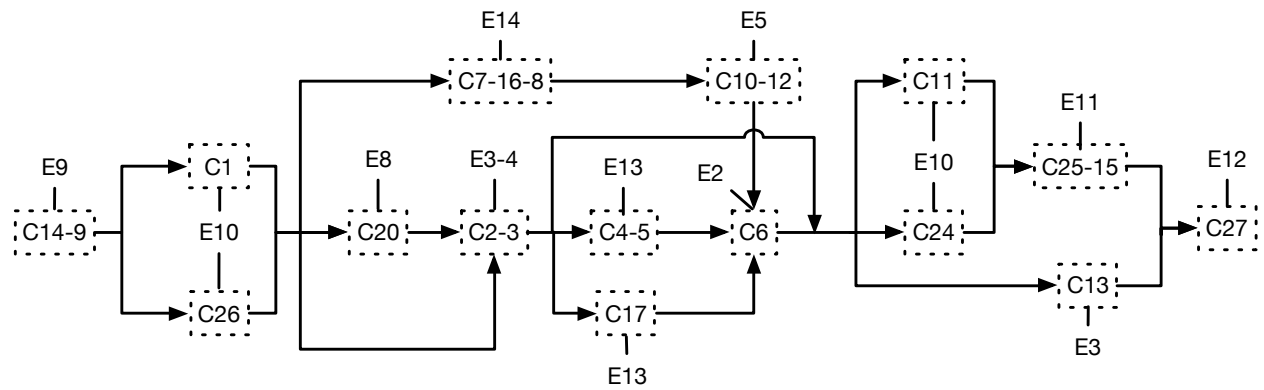 E14
E5
C7-16-8
C10-12
C11
E11
E9
C1
E8
E3-4
E13
E2
E10
C25-15
E12
C14-9
E10
C20
C2-3
C4-5
C6
C24
C27
C26
C17
C13
E13
E3